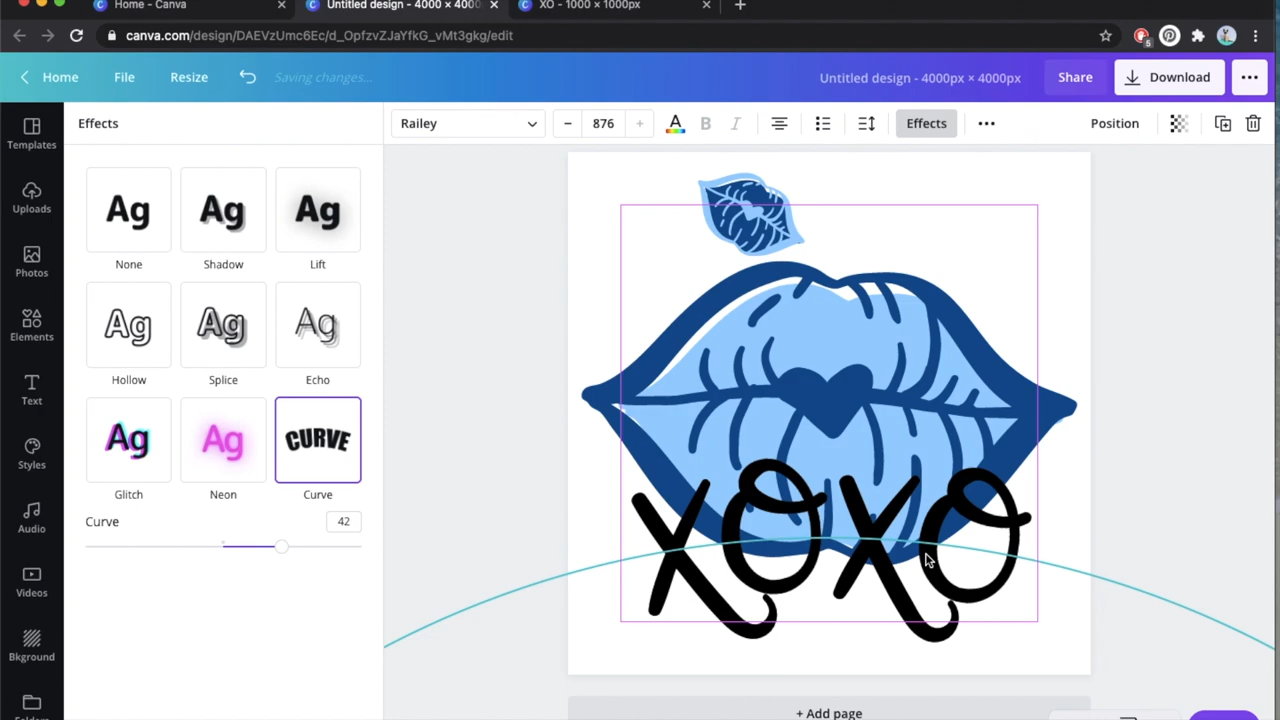 Home - Canva
Untitled design - 4000 × 4000
XO - 1000 × 1000px
canva.com/design/DAEVzUmc6Ec/d_OpfzvZJaYfkG_vMt3gkg/edit
Home File Resize Saving changes... Untitled design - 4000px × 4000px Share Download
Effects
Railey
876
A B I
Effects
Position
Templates
Uploads
Photos
Elements
Text
Styles
Audio
Videos
Bkground
Ag Ag Ag
None Shadow Lift
Ag Ag Ag
Hollow Splice Echo
Ag Ag CURVE
Glitch Neon Curve
Curve 42
XOXO
+ Add page